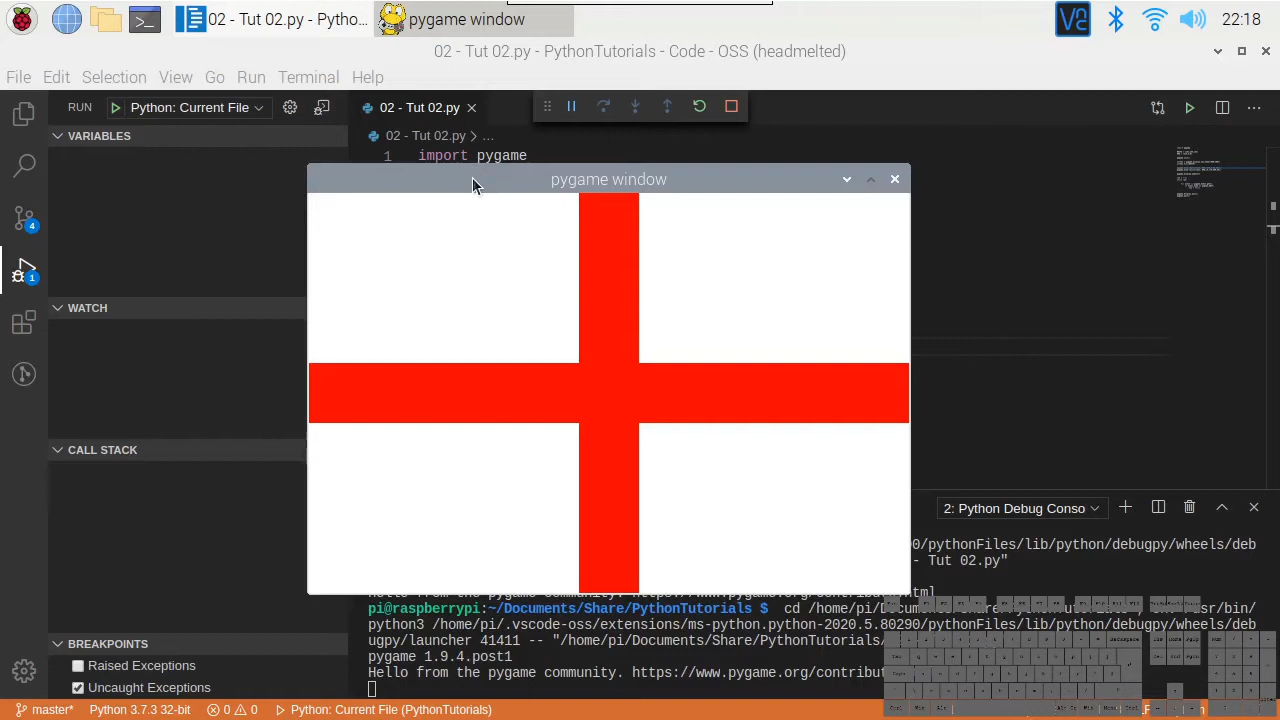 02 - Tut 02.py - Pytho...
pygame window
22:18
02 - Tut 02.py - PythonTutorials - Code - OSS (headmelted)
File Edit Selection View Go Run Terminal Help
RUN Python: Current File
02 - Tut 02.py
VARIABLES
02 - Tut 02.py > ...
1 import pygame
pygame window
WATCH
CALL STACK
2: Python Debug Conso
0/pythonFiles/lib/python/debugpy/wheels/deb
- Tut 02.py"
pi@raspberrypi:~/Documents/Share/PythonTutorials $ cd /home/pi/
python3 /home/pi/.vscode-oss/extensions/ms-python.python-2020.5.80290/pythonFiles/lib/python/debugpy/wheels/deb
ugpy/launcher 41411 -- "/home/pi/Documents/Share/PythonTutorials/
pygame 1.9.4.post1
Hello from the pygame community. https://www.pygame.org/contribut
BREAKPOINTS
Raised Exceptions
Uncaught Exceptions
4
1
master* Python 3.7.3 32-bit 0 0 Python: Current File (PythonTutorials)